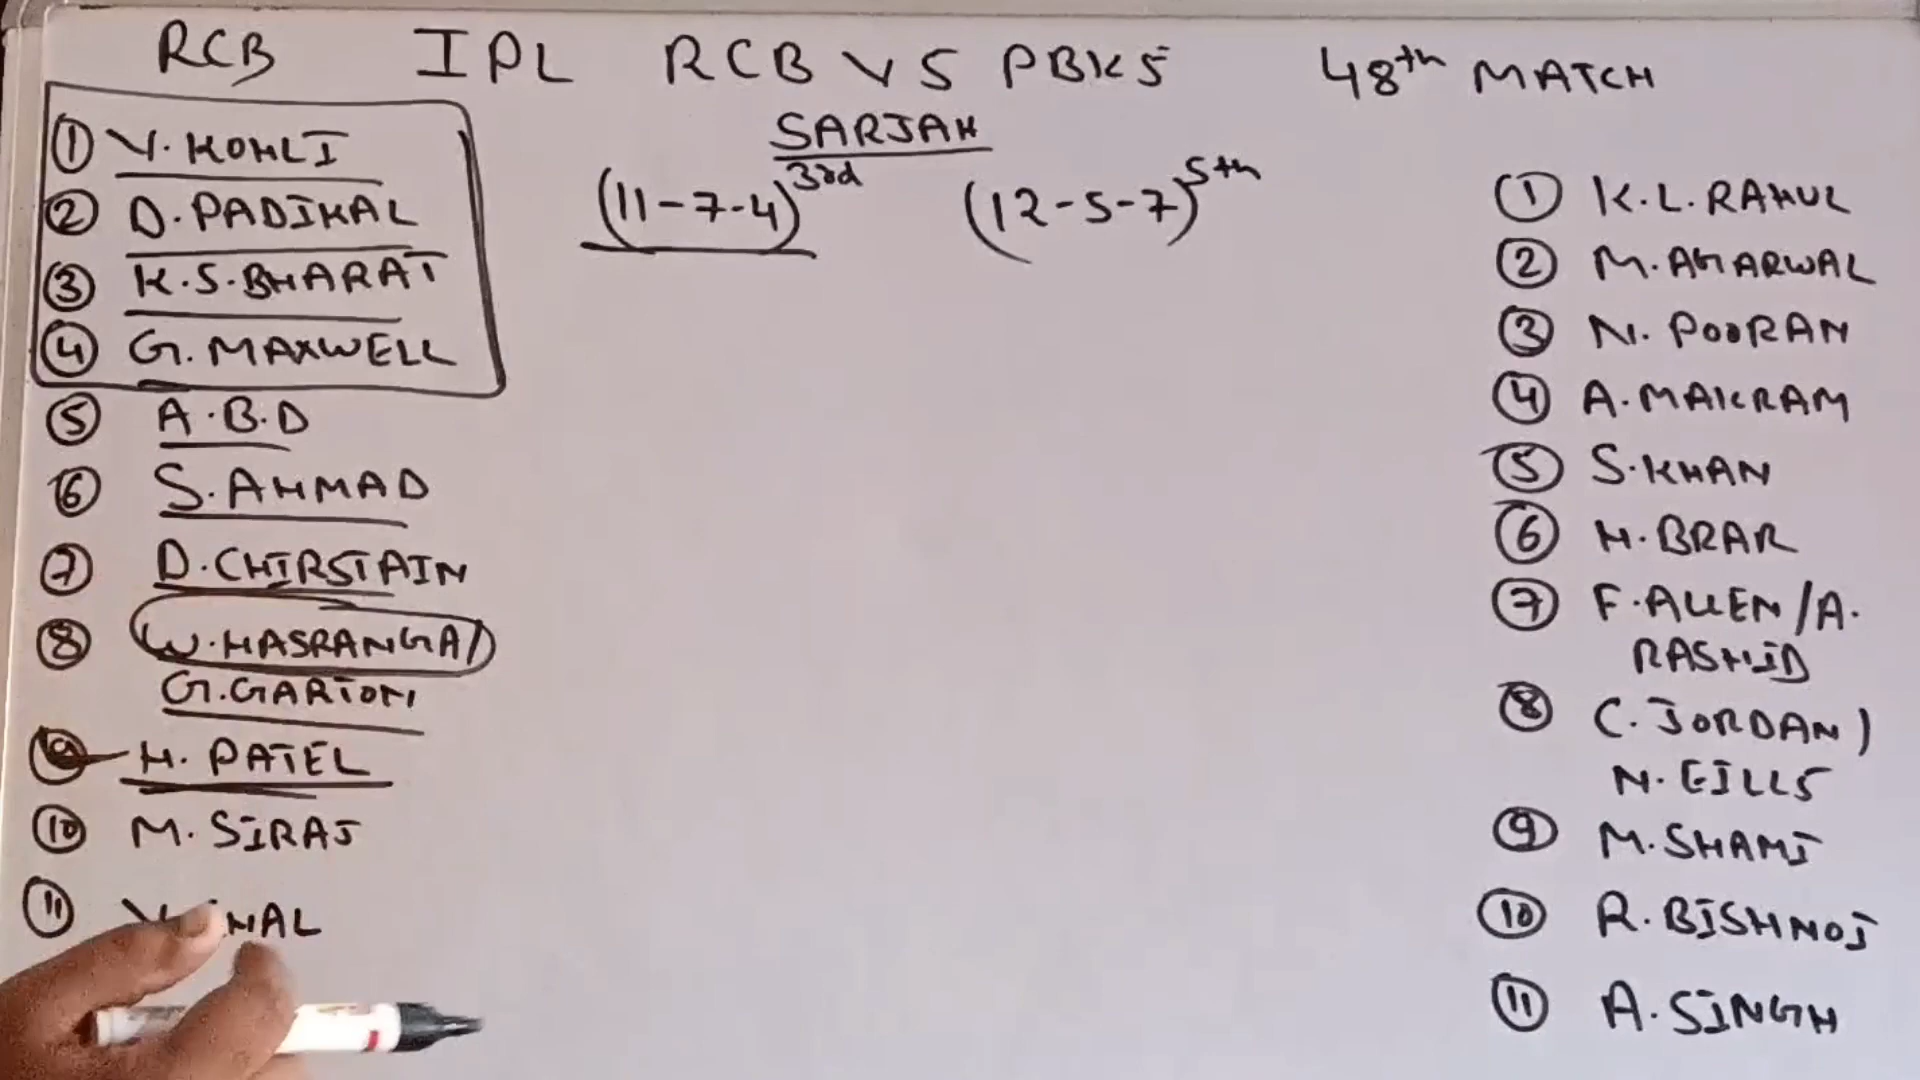 RCB IPL RCB VS PBKS 48th MATCH
SARJAH
(11-7-4)3rd (12-5-7)5th
1 V. KOHLI
2 D. PADIKAL
3 K.S. BHARAT
4 G. MAXWELL
5 A.B.D
6 S. AHMAD
7 D. CHIRSTAIN
8 W. HASRANGA/
G. GARTON
9 H. PATEL
10 M. SIRAJ
11
1 K.L. RAHUL
2 M. AGARWAL
3 N. POORAN
4 A. MAKRAM
5 S. KHAN
6 H. BRAR
7 F. ALLEN/A.
RASHID
8 C. JORDAN/
N. EILLS
9 M. SHAMI
10 R. BISHNOI
11 A. SINGH